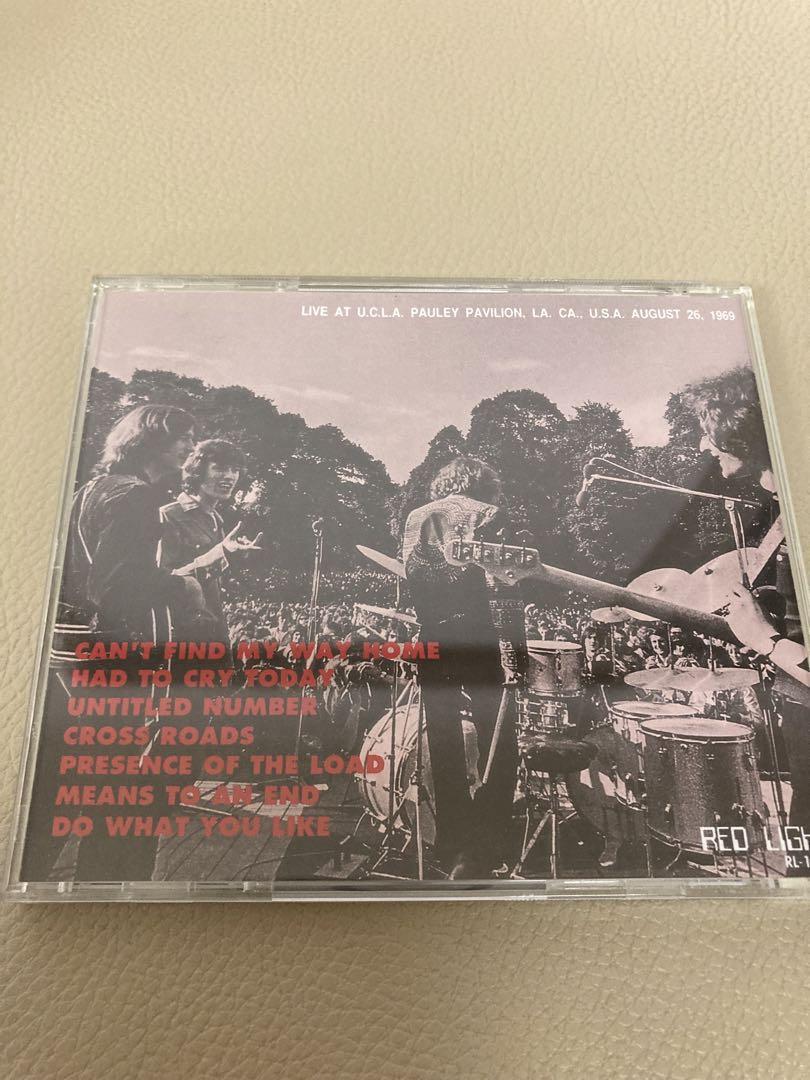 LIVE AT U.C.L.A. PAULEY PAVILION, LA. CA., U.S.A. AUGUST 26, 1969
CAN'T FIND MY WAY HOME
HAD TO CRY TODAY
UNTITLED NUMBER
CROSS ROADS
PRESENCE OF THE LOAD
MEANS TO AN END
DO WHAT YOU LIKE
RED